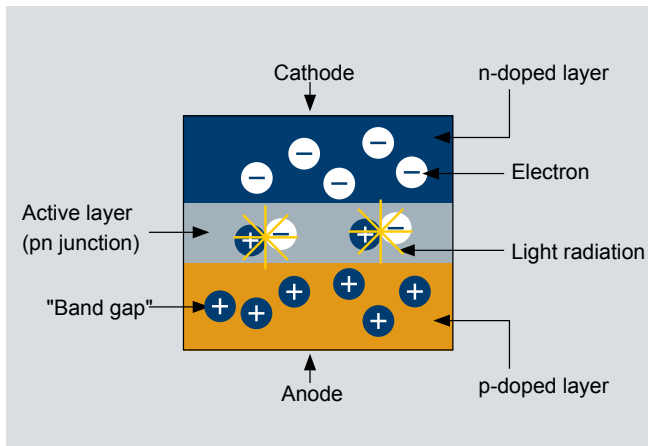 Cathode
n-doped layer
Electron
Active layer
(pn junction)
Light radiation
"Band gap"
Anode
p-doped layer